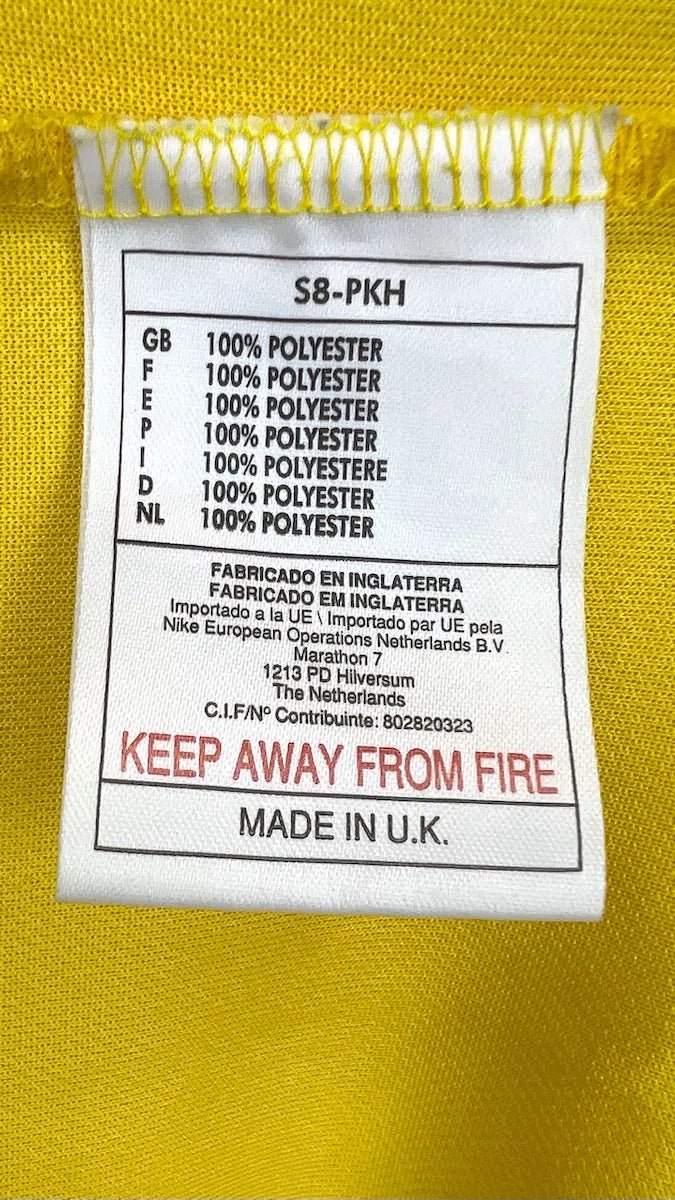 S8-PKH
GB 100% POLYESTER
F 100% POLYESTER
E 100% POLYESTER
P 100% POLYESTER
I 100% POLYESTERE
D 100% POLYESTER
NL 100% POLYESTER
FABRICADO EN INGLATERRA
FABRICADO EM INGLATERRA
Importado a la UE \ Importado par UE pela
Nike European Operations Netherlands B.V.
Marathon 7
1213 PD Hilversum
The Netherlands
C.I.F/Nº Contribuinte: 802820323
KEEP AWAY FROM FIRE
MADE IN U.K.